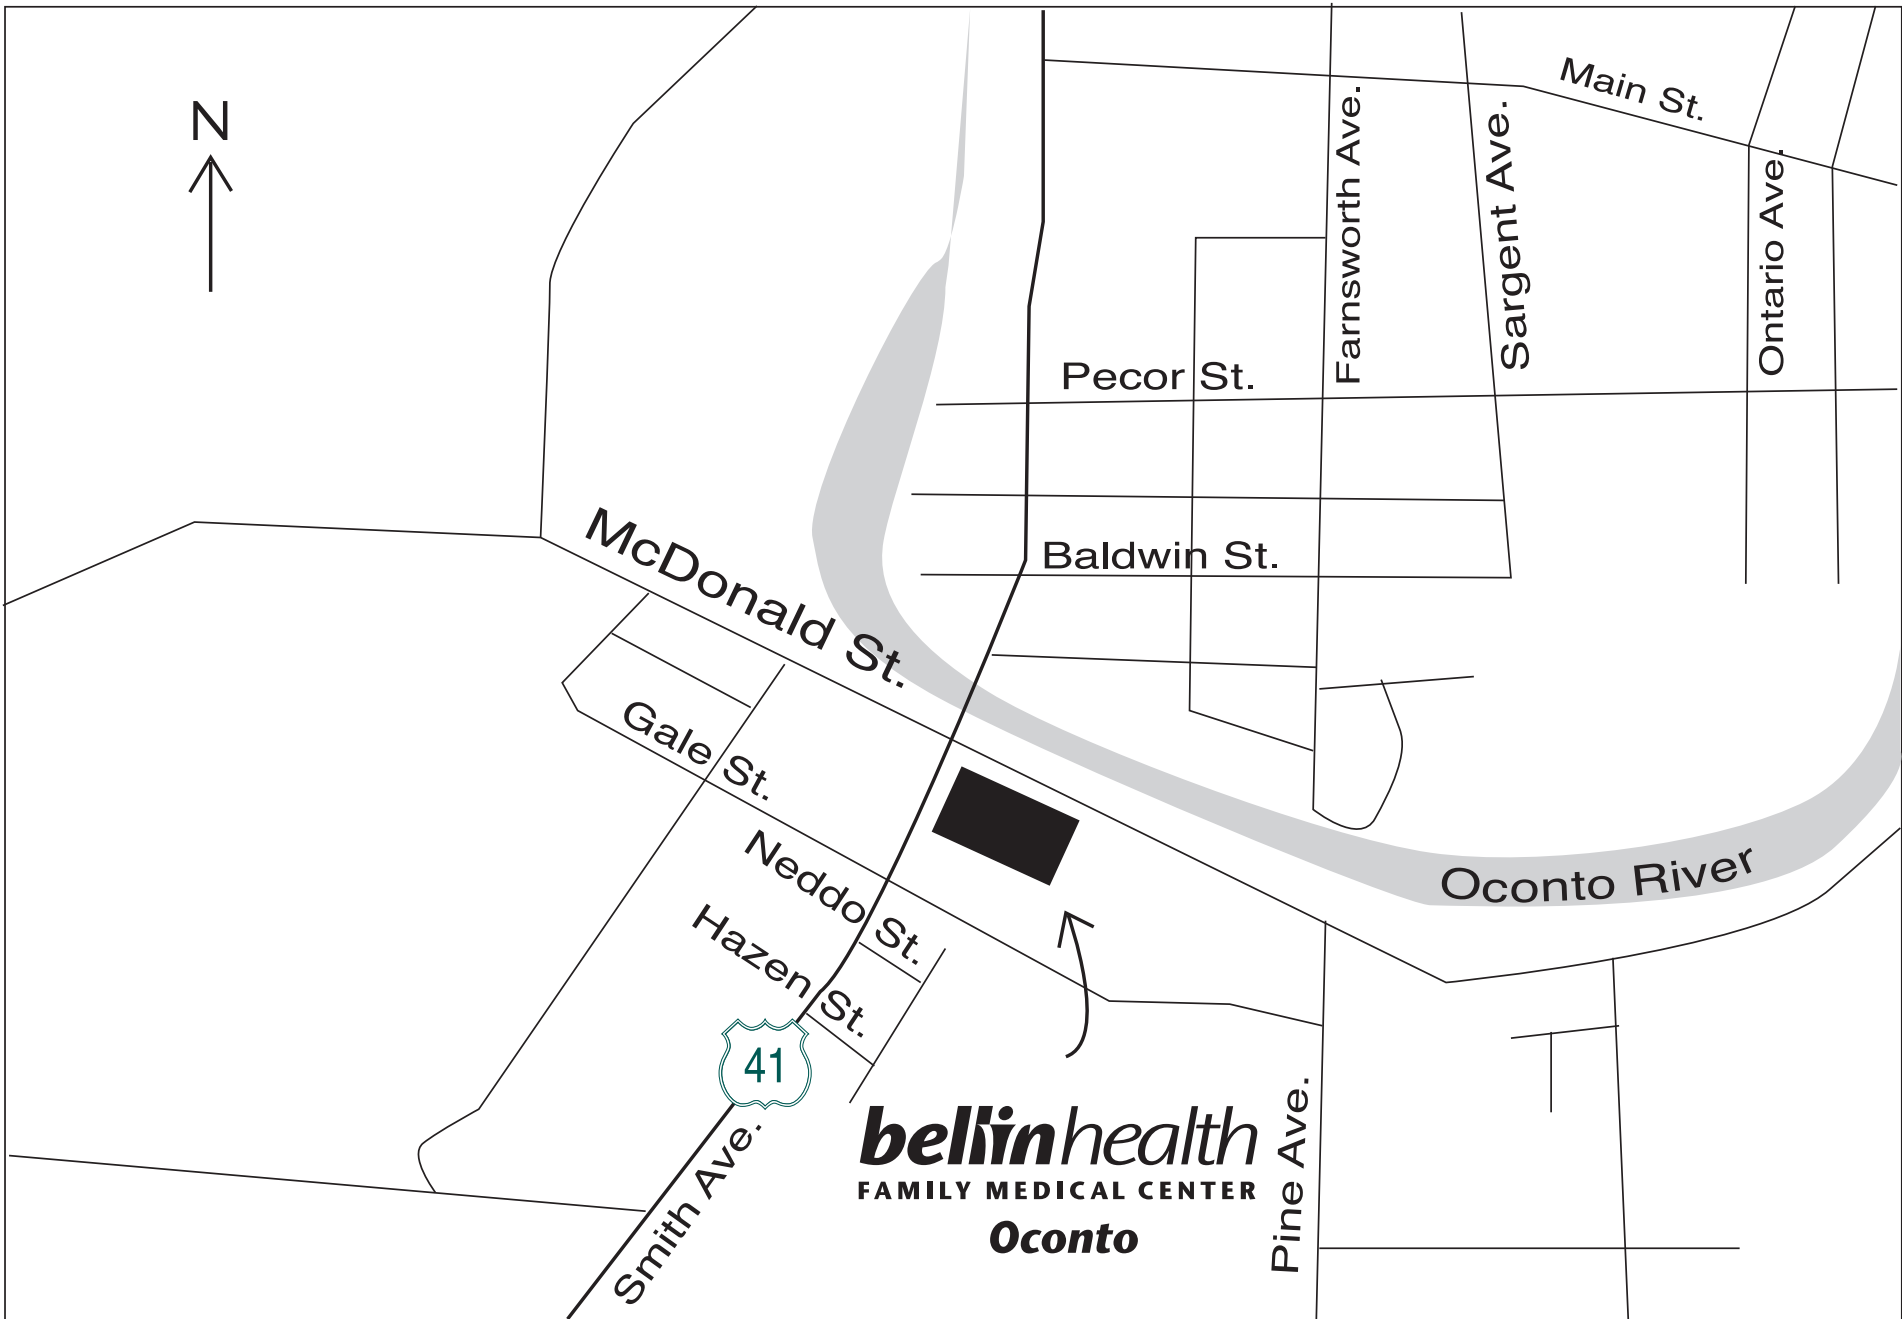 N
Main St.
Farnsworth Ave.
Sargent Ave.
Ontario Ave.
Pecor St.
Baldwin St.
McDonald St.
Gale St.
Neddo St.
Hazen St.
Oconto River
41
Smith Ave.
Pine Ave.
bellinhealth
FAMILY MEDICAL CENTER
Oconto